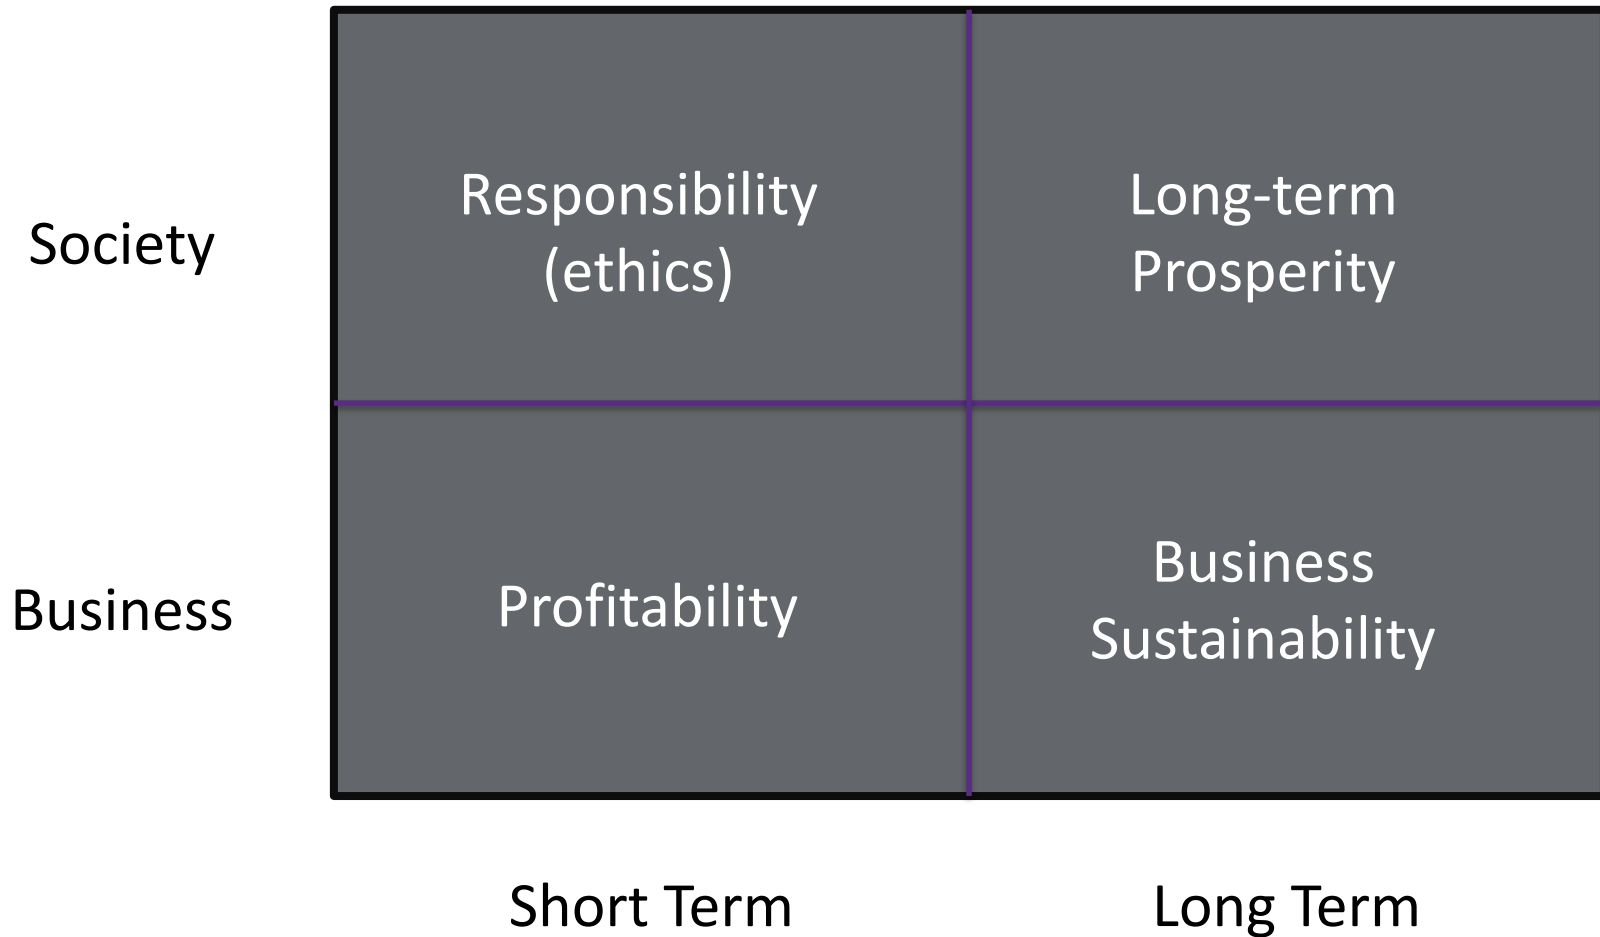 Society
Responsibility
(ethics)
Long-term
Prosperity
Business
Profitability
Business
Sustainability
Short Term
Long Term